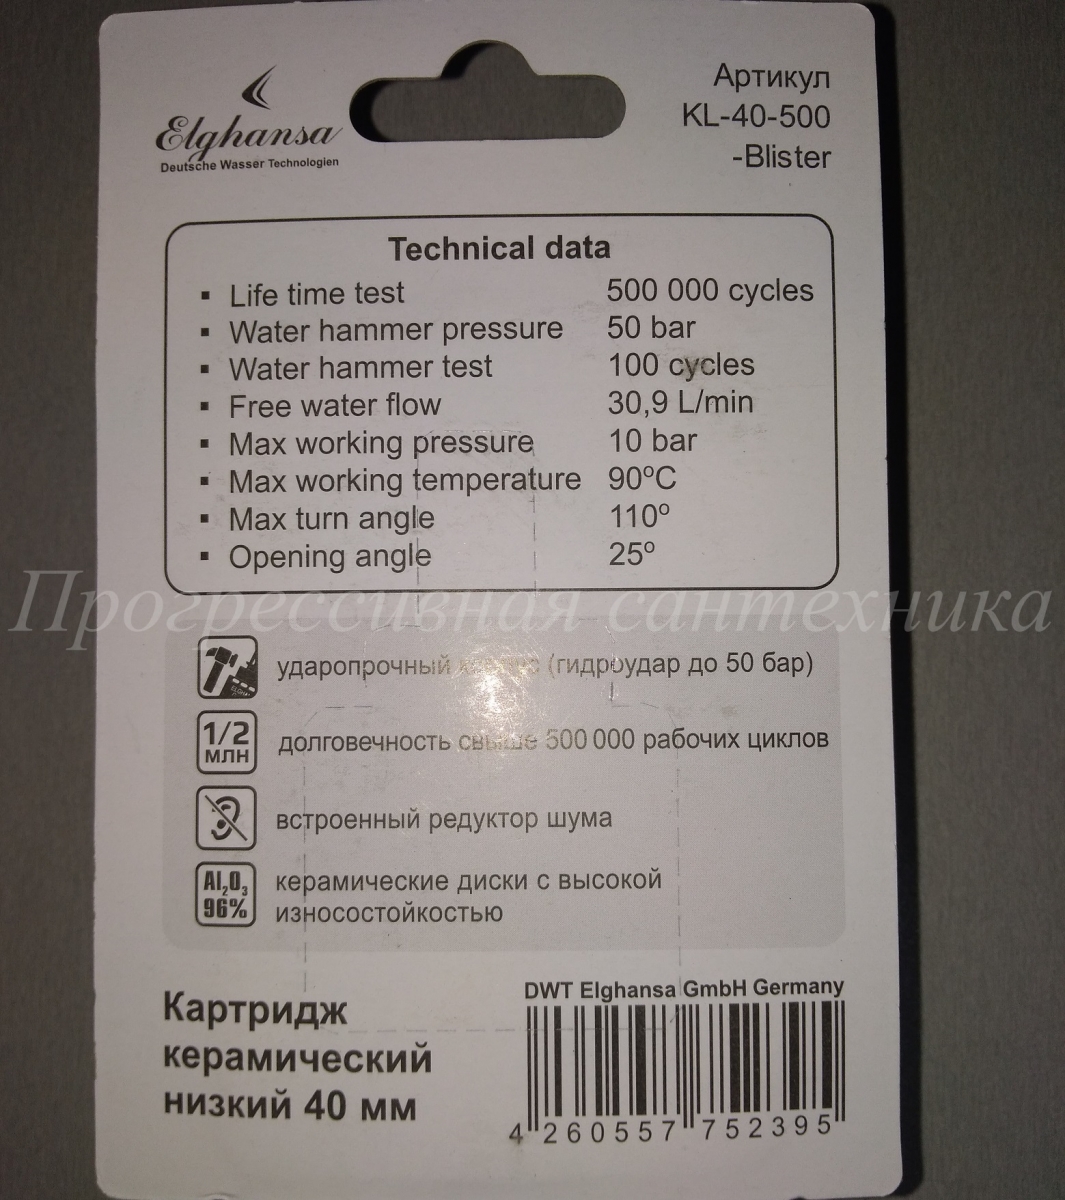 Elghansa
Deutsche Wasser Technologien
Артикул
KL-40-500
-Blister
Technical data
▪ Life time test 500 000 cycles
▪ Water hammer pressure 50 bar
▪ Water hammer test 100 cycles
▪ Free water flow 30,9 L/min
▪ Max working pressure 10 bar
▪ Max working temperature 90ºC
▪ Max turn angle 110º
▪ Opening angle 25º
Прогрессивная сантехника
ударопрочный (гидроудар до 50 бар)
1/2 МЛН
долговечность свыше 500 000 рабочих циклов
встроенный редуктор шума
Al₂O₃ 96%
керамические диски с высокой
износостойкостью
Картридж
керамический
низкий 40 мм
DWT Elghansa GmbH Germany
4 260557 752395